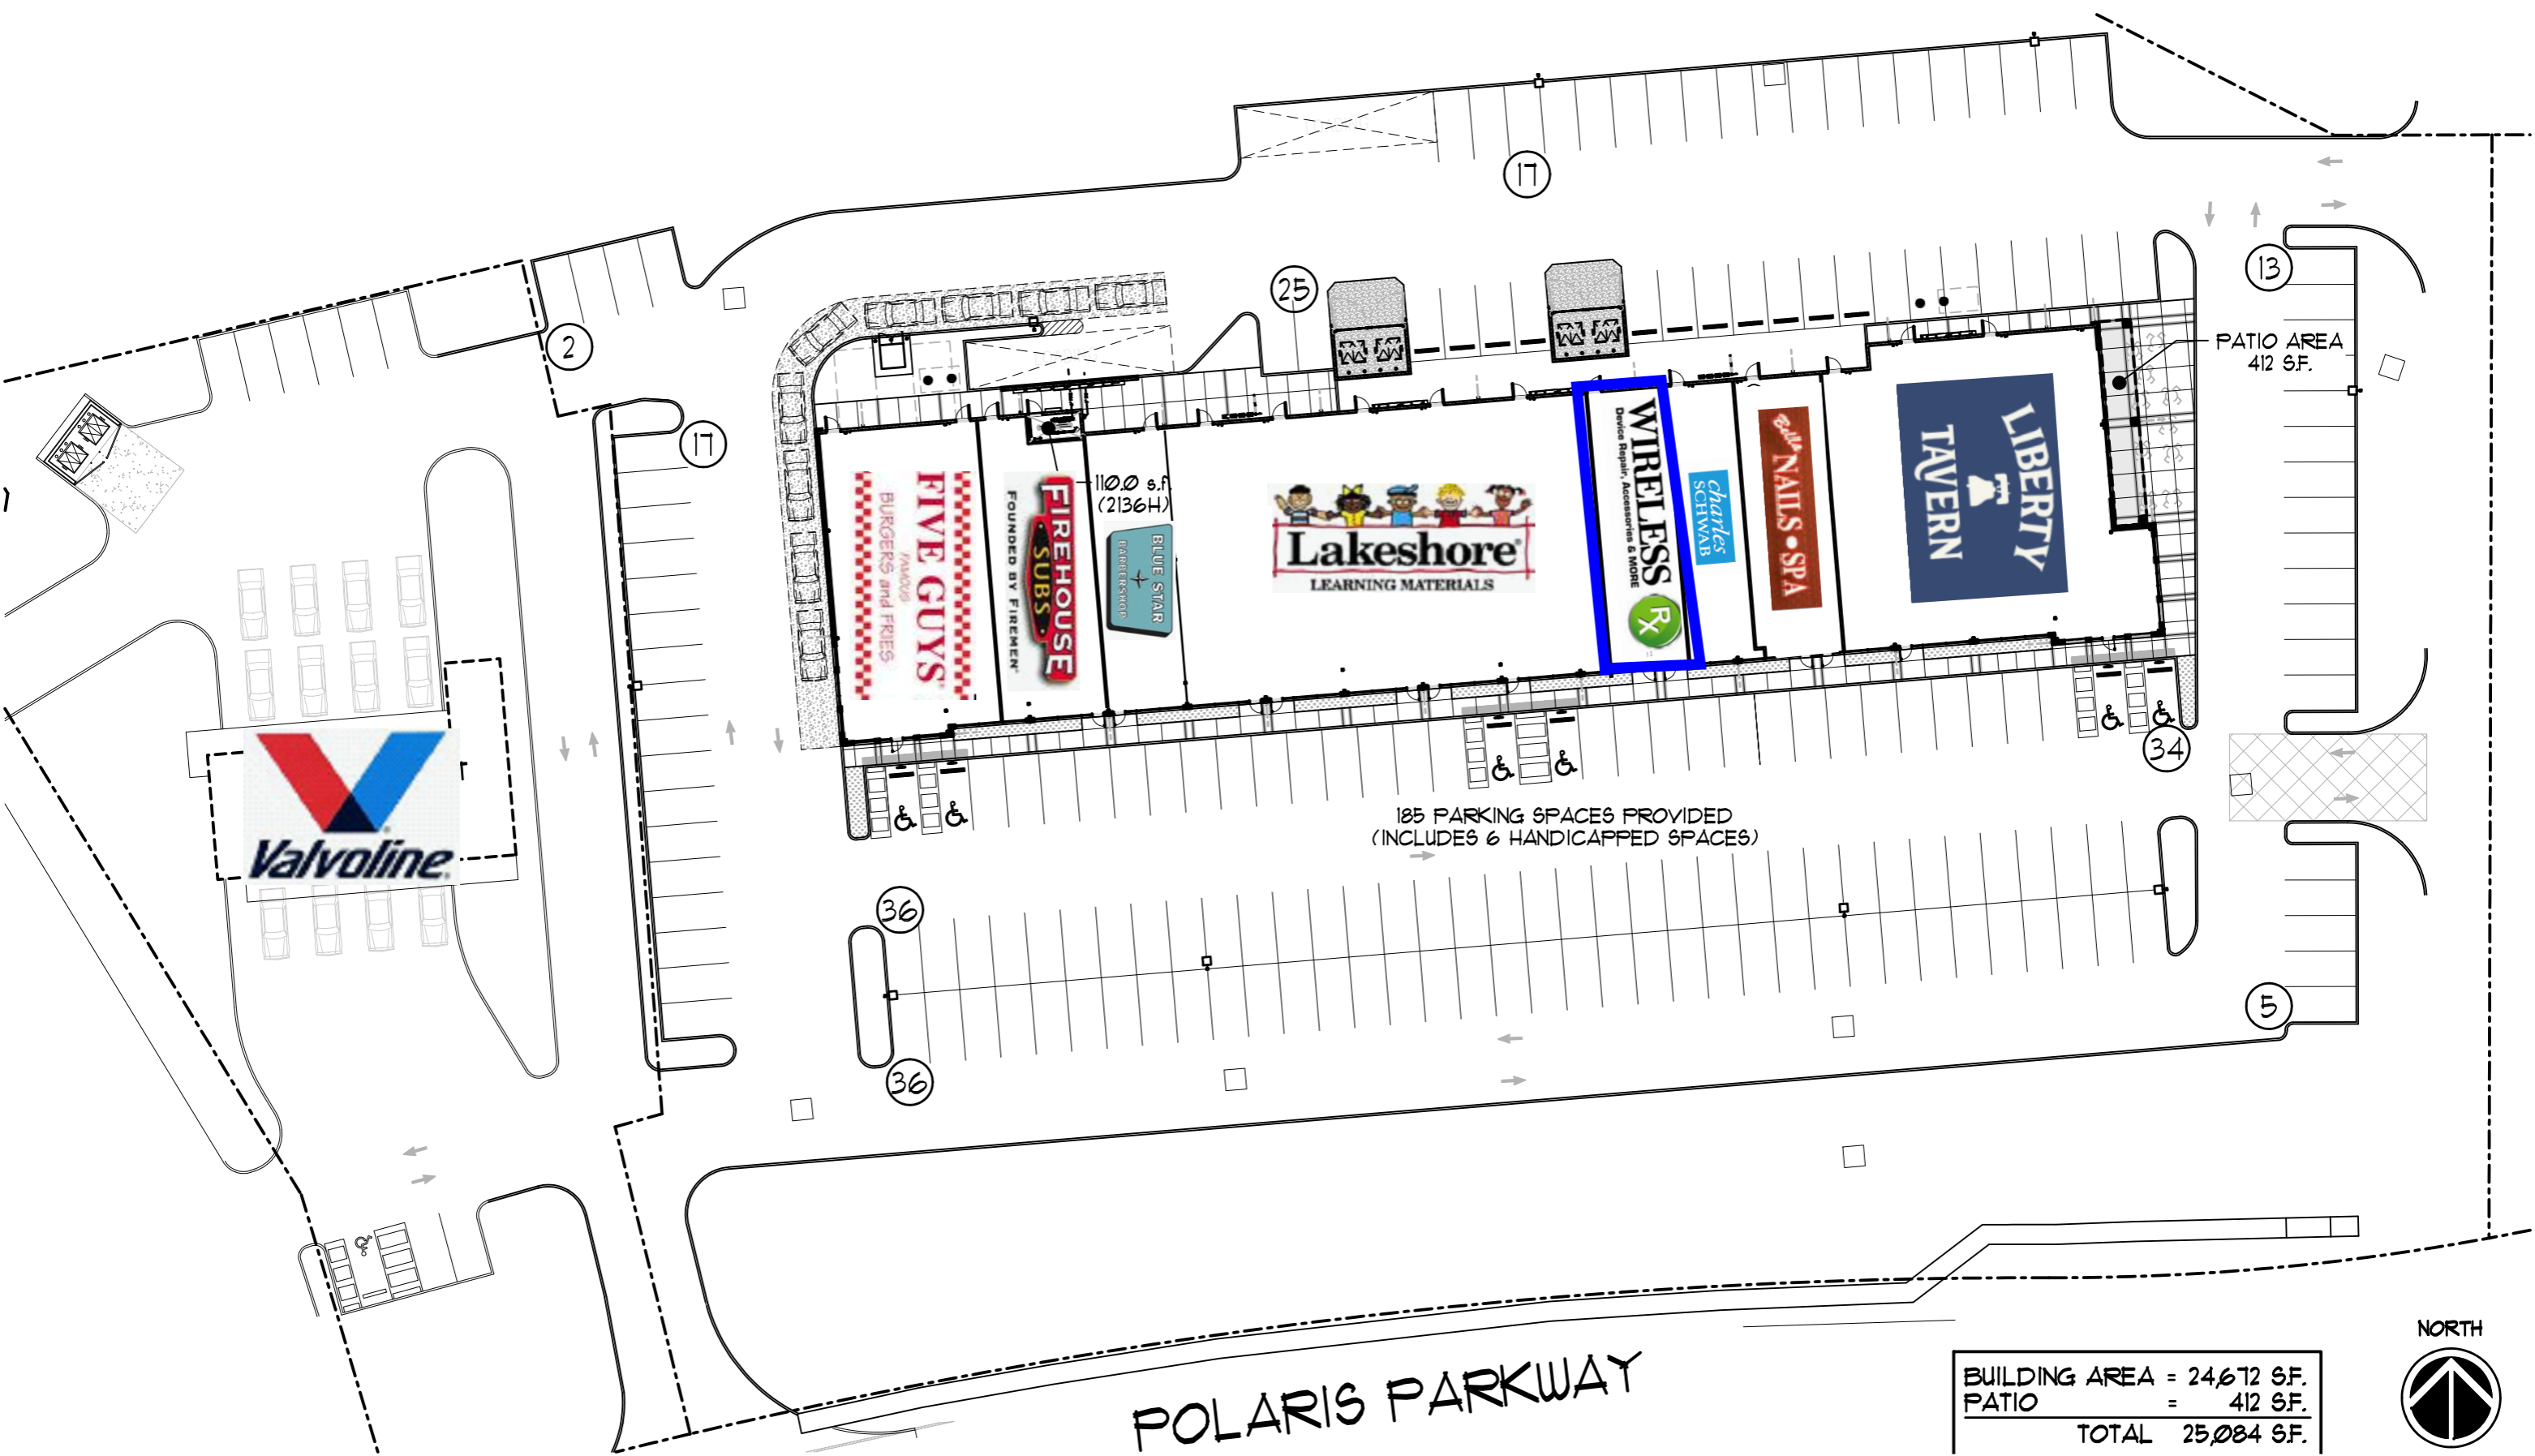 17
25
13
2
PATIO AREA
412 S.F.
17
110.0 s.f.
(2136H)
FIVE GUYS
FAMOUS
BURGERS and FRIES
FIREHOUSE
SUBS
FOUNDED BY FIREMEN
BLUE STAR
BARBERSHOP
Lakeshore®
LEARNING MATERIALS
WIRELESS
Rx
Device Repair, Accessories & MORE
charles
SCHWAB
Bella
NAILS • SPA
LIBERTY
TAVERN
34
Valvoline
185 PARKING SPACES PROVIDED
(INCLUDES 6 HANDICAPPED SPACES)
36
5
36
POLARIS PARKWAY
NORTH
BUILDING AREA = 24,672 S.F.
PATIO = 412 S.F.
TOTAL 25,084 S.F.